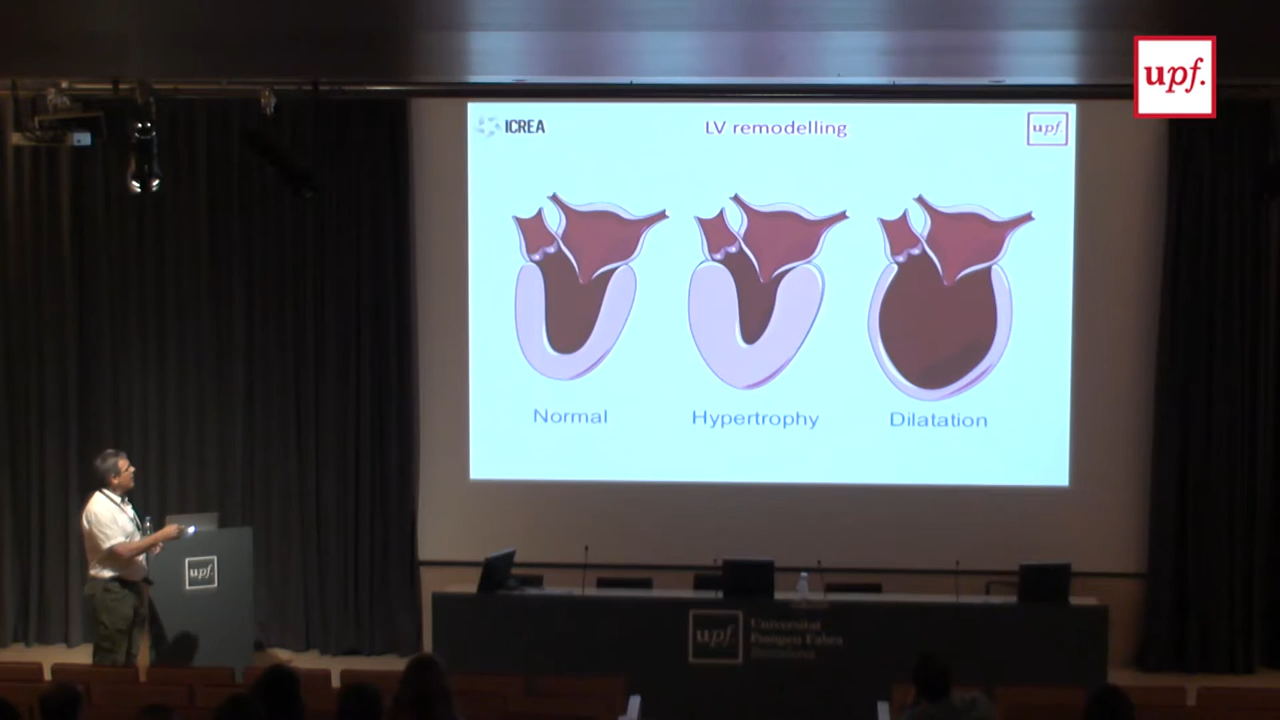 upf.
ICREA
LV remodelling
upf.
Normal
Hypertrophy
Dilatation
upf.
upf.
Universitat
Pompeu Fabra
Barcelona